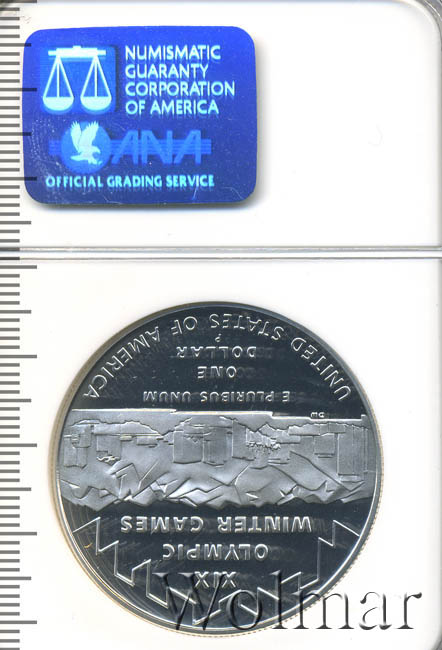 NUMISMATIC
GUARANTY
CORPORATION
OF AMERICA
ANA
OFFICIAL GRADING SERVICE
XIX
OLYMPIC
WINTER GAMES
DW
E PLURIBUS UNUM
ONE
DOLLAR
P
UNITED STATES OF AMERICA
Wolmar